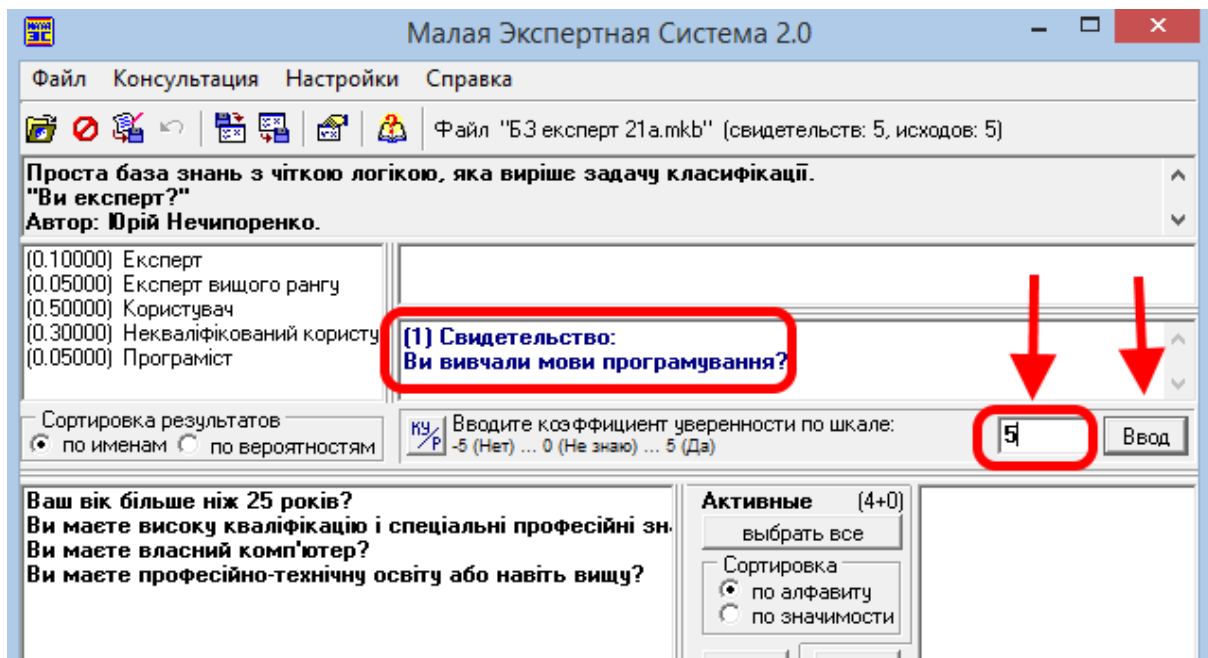 Малая Экспертная Система 2.0
Файл Консультация Настройки Справка
Файл "БЗ експерт 21а.mkb" (свидетельств: 5, исходов: 5)
Проста база знань з чіткою логікою, яка вирішє задачу класифікації.
"Ви експерт?"
Автор: Юрій Нечипоренко.
(0.10000) Експерт
(0.05000) Експерт вищого рангу
(0.50000) Користувач
(0.30000) Некваліфікований користу
(0.05000) Програміст
(1) Свидетельство:
Ви вивчали мови програмування?
Сортировка результатов
по именам по вероятностям
КУ/Р
Вводите коэффициент уверенности по шкале:
-5 (Нет) ... 0 (Не знаю) ... 5 (Да)
5
Ввод
Ваш вік більше ніж 25 років?
Ви маєте високу кваліфікацію і спеціальні професійні зн
Ви маєте власний комп'ютер?
Ви маєте професійно-технічну освіту або навіть вищу?
Активные (4+0)
выбрать все
Сортировка
по алфавиту
по значимости